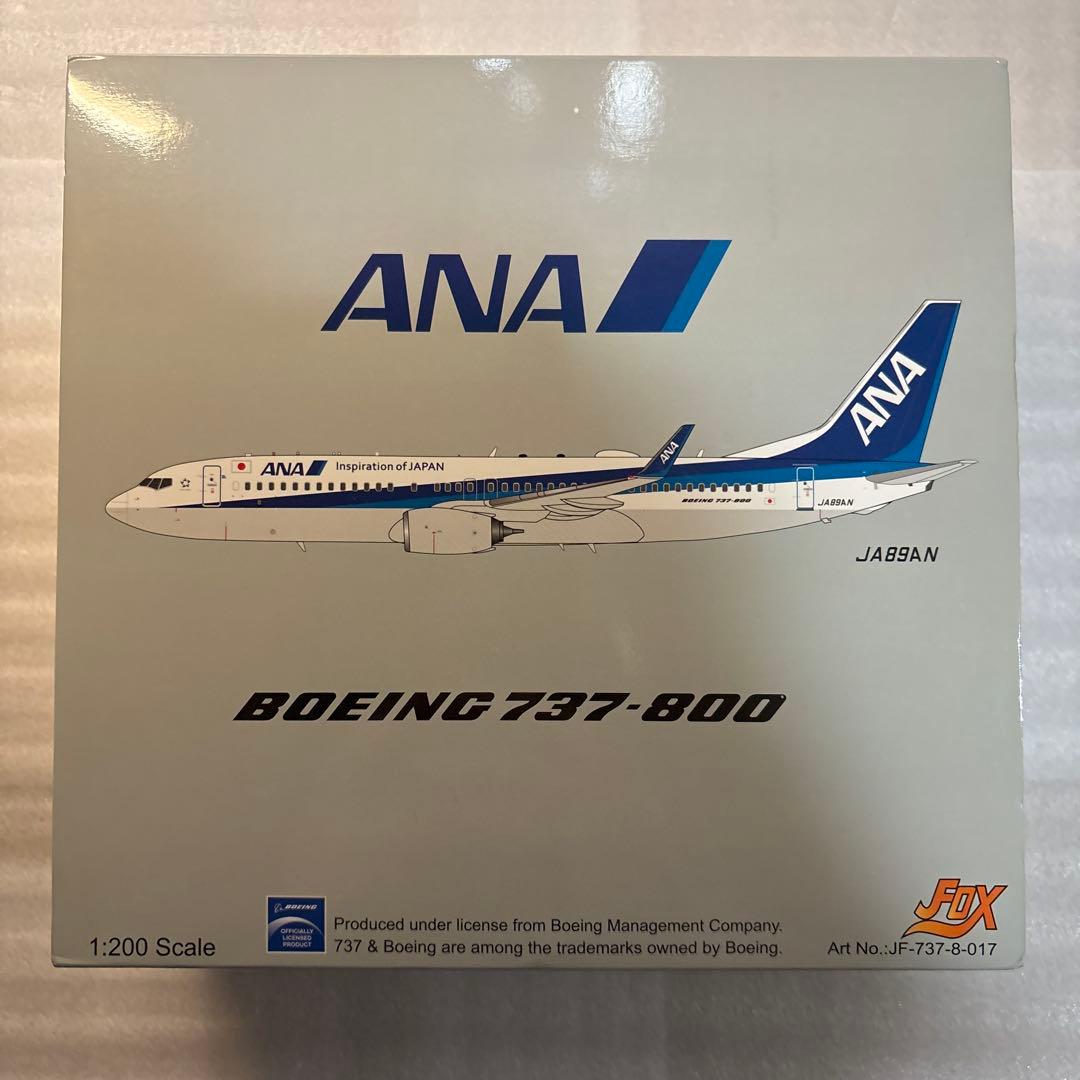 ANA
ANA
ANA
ANA Inspiration of JAPAN
BOEING 737-800
JA89AN
JA89AN
BOEING 737-800
BOEING
OFFICIALLY
LICENSED
PRODUCT
Produced under license from Boeing Management Company.
737 & Boeing are among the trademarks owned by Boeing.
1:200 Scale
JFOX
Art No.:JF-737-8-017